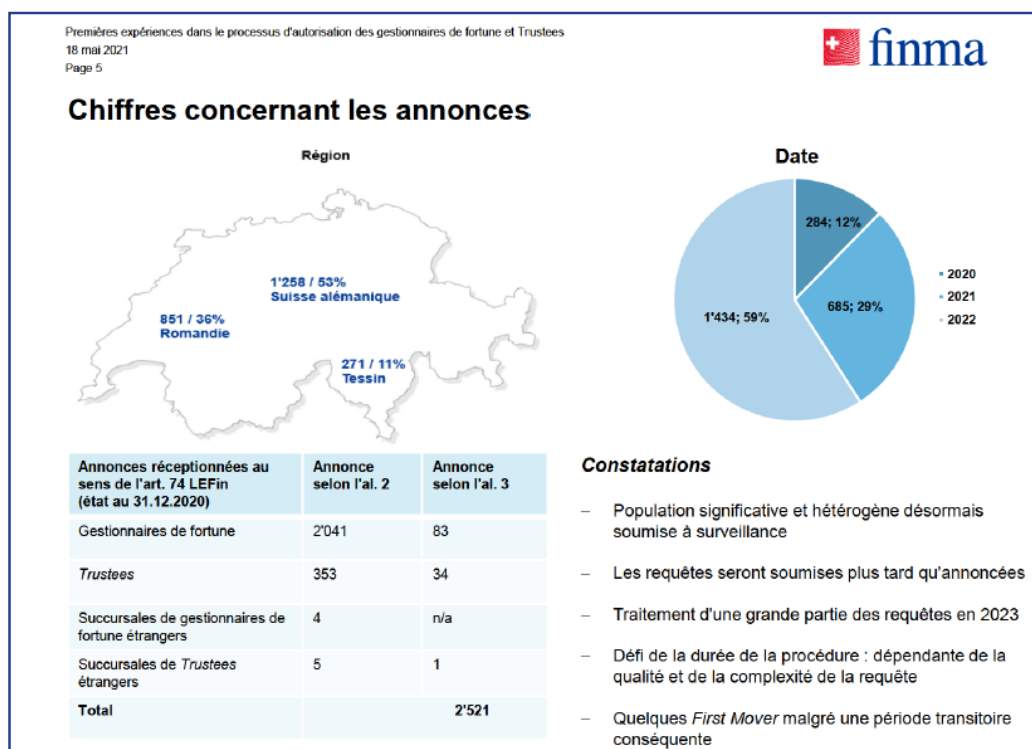 Premières expériences dans le processus d'autorisation des gestionnaires de fortune et Trustees
18 mai 2021
Page 5
finma
Chiffres concernant les annonces
Région
1'258 / 53%
Suisse alémanique
851 / 36%
Romandie
271 / 11%
Tessin
Date
284; 12%
685; 29%
1'434; 59%
2020
2021
2022
Annonces réceptionnées au
sens de l'art. 74 LEFin
(état au 31.12.2020)
Annonce
selon l'al. 2
Annonce
selon l'al. 3
Gestionnaires de fortune 2'041 83
Trustees 353 34
Succursales de gestionnaires de
fortune étrangers
4 n/a
Succursales de Trustees
étrangers
5 1
Total 2'521
Constatations
– Population significative et hétérogène désormais
soumise à surveillance
– Les requêtes seront soumises plus tard qu'annoncées
– Traitement d'une grande partie des requêtes en 2023
– Défi de la durée de la procédure : dépendante de la
qualité et de la complexité de la requête
– Quelques First Mover malgré une période transitoire
conséquente